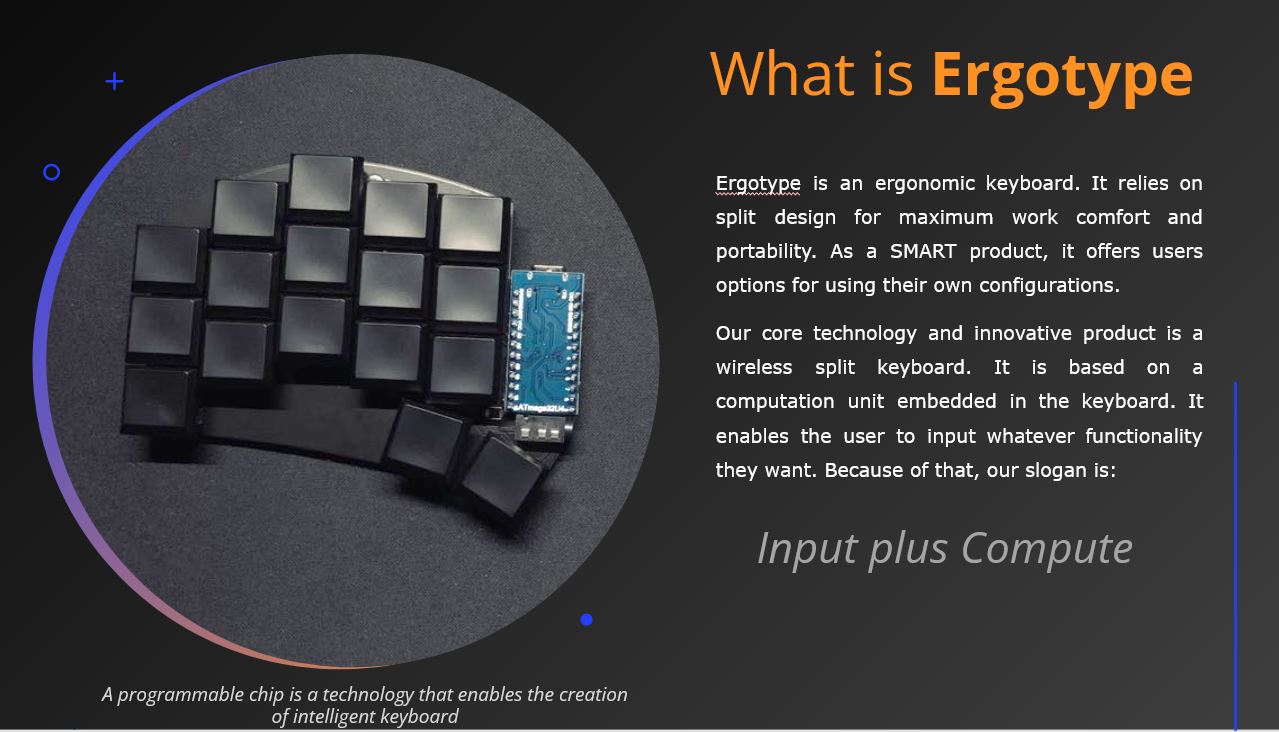 What is Ergotype
Ergotype is an ergonomic keyboard. It relies on
split design for maximum work comfort and
portability. As a SMART product, it offers users
options for using their own configurations.
Our core technology and innovative product is a
wireless split keyboard. It is based on a
computation unit embedded in the keyboard. It
enables the user to input whatever functionality
they want. Because of that, our slogan is:
Input plus Compute
A programmable chip is a technology that enables the creation
of intelligent keyboard